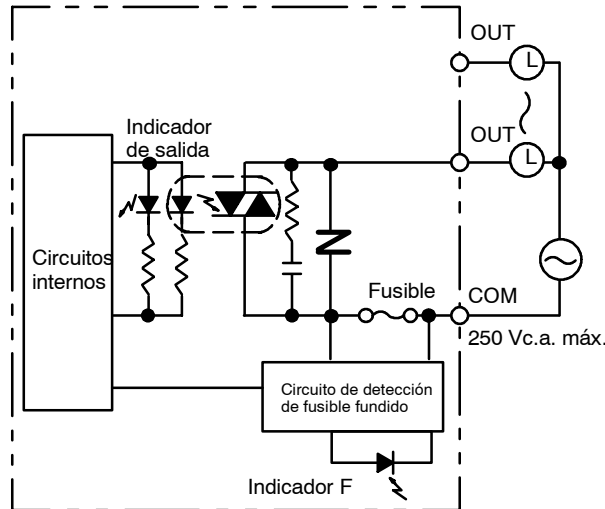 OUT
L
Indicador
de salida
OUT
L
Circuitos
internos
Fusible
COM
250 Vc.a. máx.
Circuito de detección
de fusible fundido
Indicador F